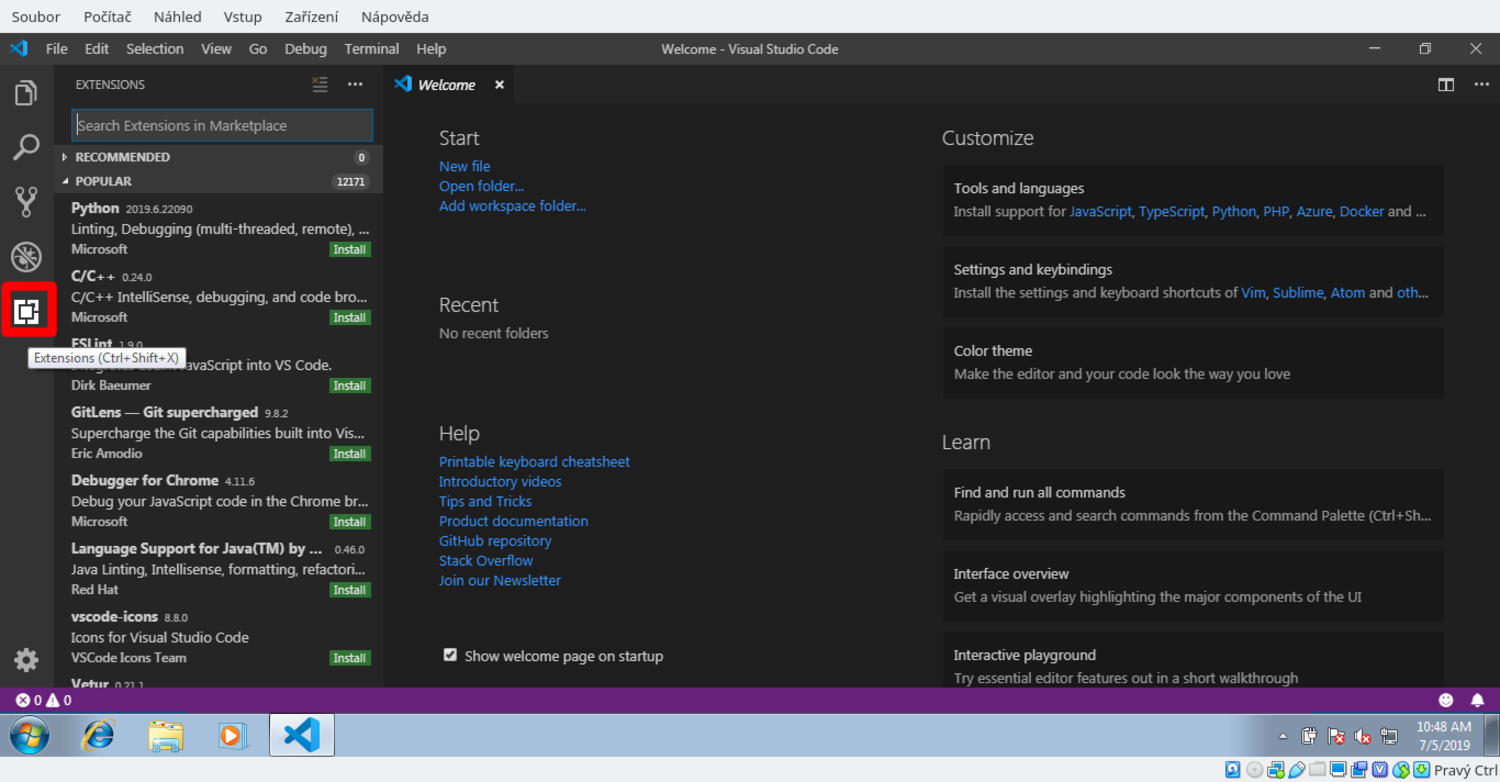 Soubor Počítač Náhled Vstup Zařízení Nápověda
File Edit Selection View Go Debug Terminal Help
Welcome - Visual Studio Code
EXTENSIONS
Search Extensions in Marketplace
RECOMMENDED 0
POPULAR 12171
Python 2019.6.22090
Linting, Debugging (multi-threaded, remote), ...
Microsoft Install
C/C++ 0.24.0
C/C++ IntelliSense, debugging, and code bro...
Microsoft Install
ESLint 1.9.0
Extensions (Ctrl+Shift+X)
JavaScript into VS Code.
Dirk Baeumer Install
GitLens — Git supercharged 9.8.2
Supercharge the Git capabilities built into Vis...
Eric Amodio Install
Debugger for Chrome 4.11.6
Debug your JavaScript code in the Chrome br...
Microsoft Install
Language Support for Java(TM) by ... 0.46.0
Java Linting, Intellisense, formatting, refactori...
Red Hat Install
vscode-icons 8.8.0
Icons for Visual Studio Code
VSCode Icons Team Install
Vetur 0.21.1
Welcome
Start
New file
Open folder...
Add workspace folder...
Recent
No recent folders
Help
Printable keyboard cheatsheet
Introductory videos
Tips and Tricks
Product documentation
GitHub repository
Stack Overflow
Join our Newsletter
Show welcome page on startup
Customize
Tools and languages
Install support for JavaScript, TypeScript, Python, PHP, Azure, Docker and ...
Settings and keybindings
Install the settings and keyboard shortcuts of Vim, Sublime, Atom and oth...
Color theme
Make the editor and your code look the way you love
Learn
Find and run all commands
Rapidly access and search commands from the Command Palette (Ctrl+Sh...
Interface overview
Get a visual overlay highlighting the major components of the UI
Interactive playground
Try essential editor features out in a short walkthrough
0 0
10:48 AM
7/5/2019
Pravý Ctrl